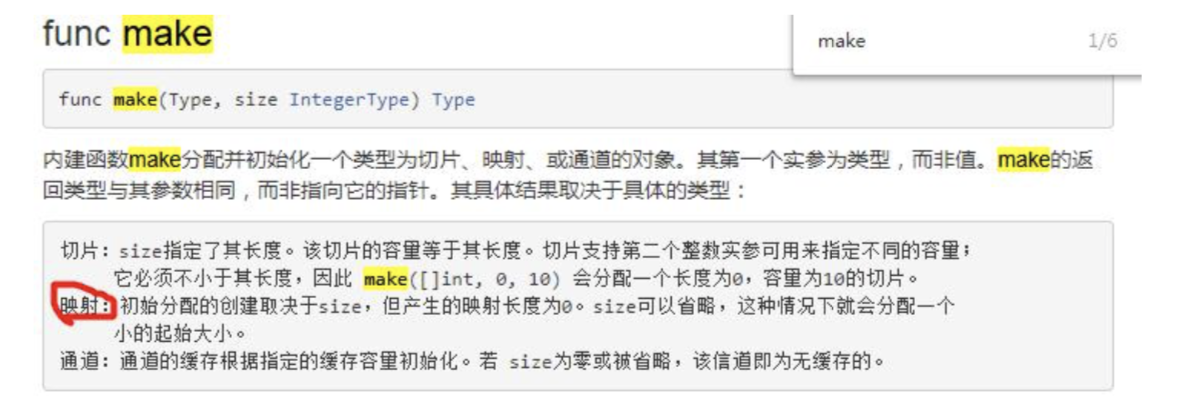 func make
make 1/6
func make(Type, size IntegerType) Type
内建函数make分配并初始化一个类型为切片、映射、或通道的对象。其第一个实参为类型，而非值。make的返
回类型与其参数相同，而非指向它的指针。其具体结果取决于具体的类型：
切片：size指定了其长度。该切片的容量等于其长度。切片支持第二个整数实参可用来指定不同的容量；
它必须不小于其长度，因此 make([]int, 0, 10) 会分配一个长度为0，容量为10的切片。
映射：初始分配的创建取决于size，但产生的映射长度为0。size可以省略，这种情况下就会分配一个
小的起始大小。
通道：通道的缓存根据指定的缓存容量初始化。若 size为零或被省略，该信道即为无缓存的。